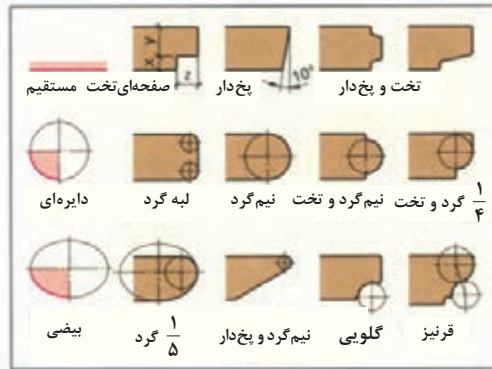 y
x
z
۱۰°
تخت و پخ‌دار
پخ‌دار
صفحه‌ای‌تخت
مستقیم
۱/۴ گرد و تخت
نیم‌گرد و تخت
نیم‌گرد
لبه گرد
دایره‌ای
قرنیز
گلویی
نیم‌گرد و پخ‌دار
۱/۵ گرد
بیضی